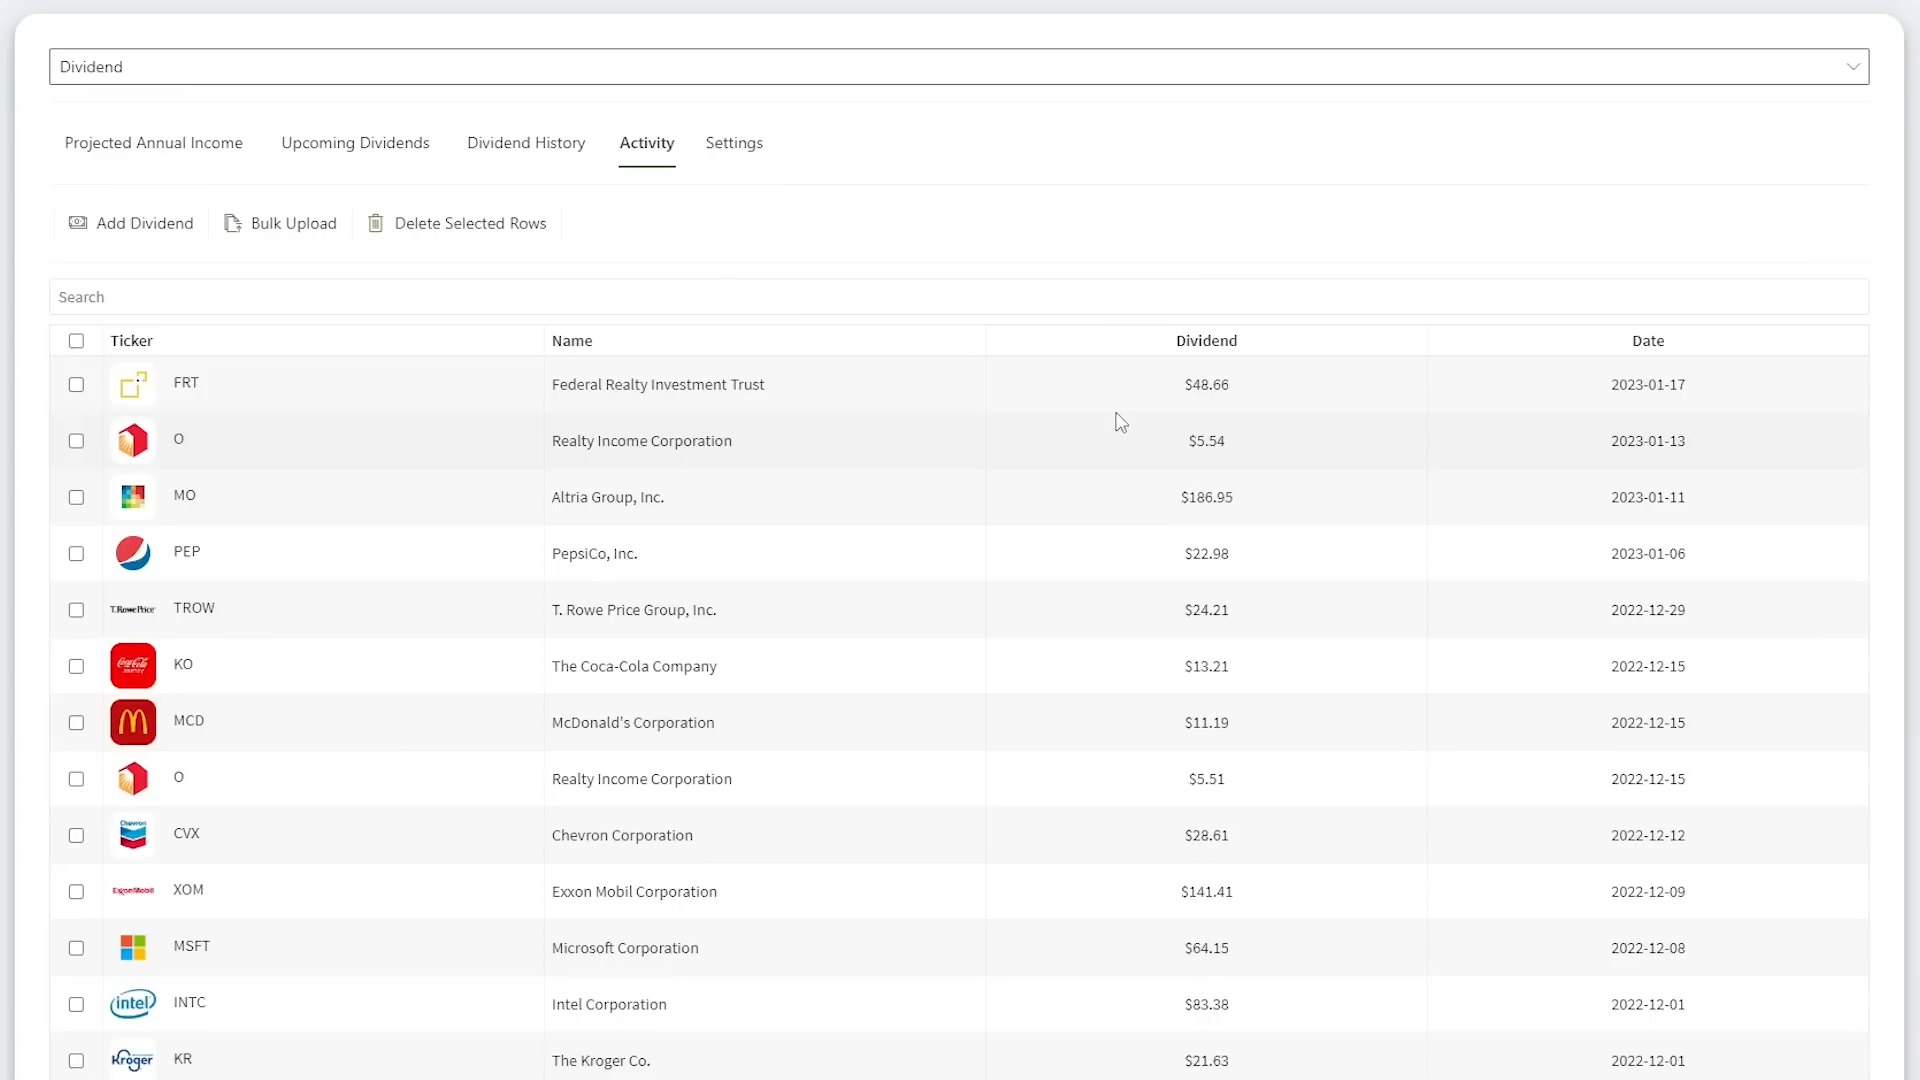 Dividend
Projected Annual Income Upcoming Dividends Dividend History Activity Settings
Add Dividend Bulk Upload Delete Selected Rows
Search
Ticker Name Dividend Date
FRT Federal Realty Investment Trust $48.66 2023-01-17
O Realty Income Corporation $5.54 2023-01-13
MO Altria Group, Inc. $186.95 2023-01-11
PEP PepsiCo, Inc. $22.98 2023-01-06
T.RowePrice TROW T. Rowe Price Group, Inc. $24.21 2022-12-29
Coca-Cola KO The Coca-Cola Company $13.21 2022-12-15
MCD McDonald's Corporation $11.19 2022-12-15
O Realty Income Corporation $5.51 2022-12-15
Chevron CVX Chevron Corporation $28.61 2022-12-12
ExxonMobil XOM Exxon Mobil Corporation $141.41 2022-12-09
MSFT Microsoft Corporation $64.15 2022-12-08
intel INTC Intel Corporation $83.38 2022-12-01
Kroger KR The Kroger Co. $21.63 2022-12-01